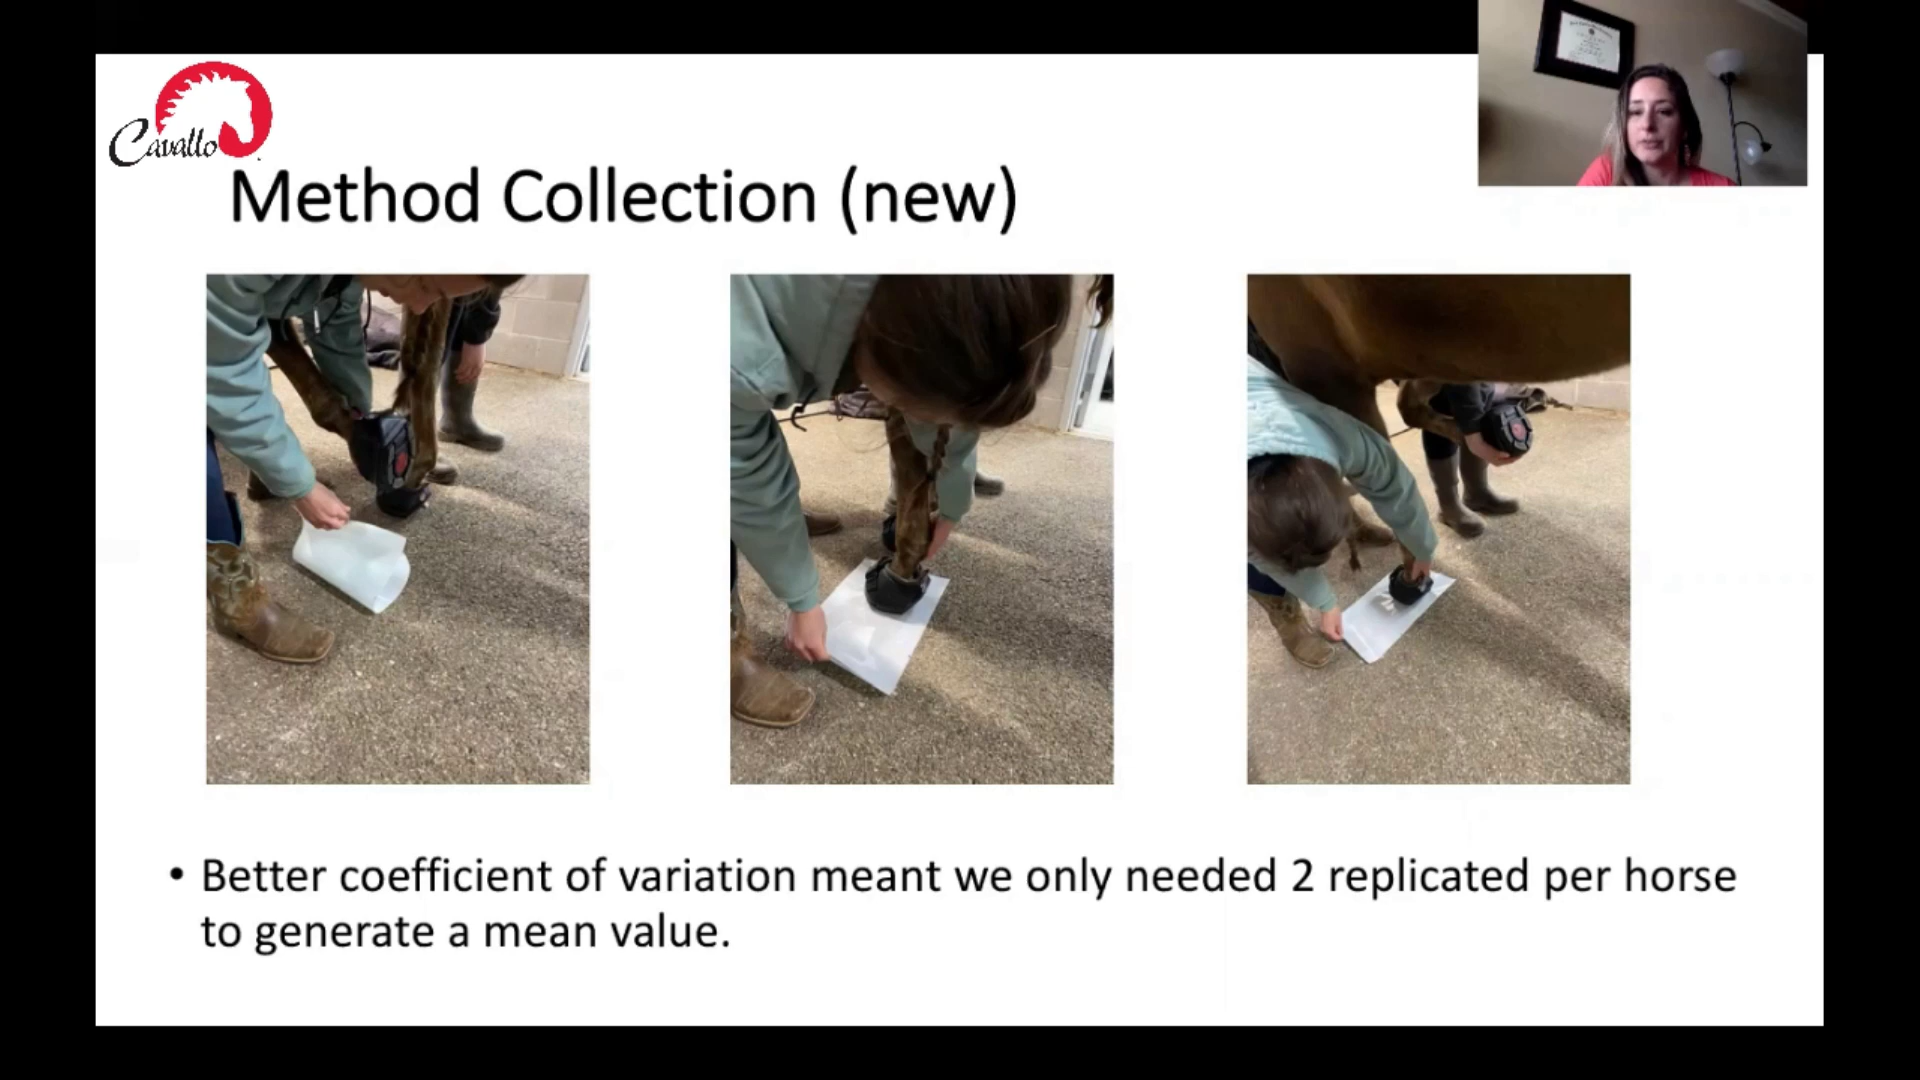 Cavallo
Method Collection (new)
• Better coefficient of variation meant we only needed 2 replicated per horse
to generate a mean value.